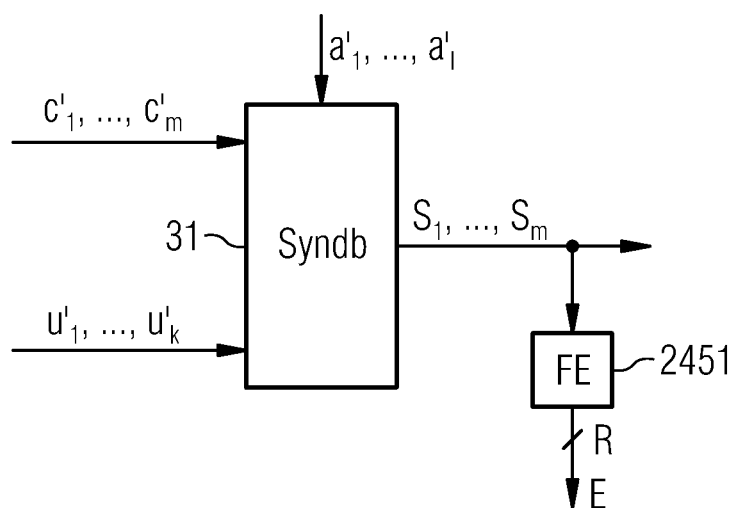 a'₁, ..., a'ₗ
c'₁, ..., c'ₘ
31
Syndb
S₁, ..., Sₘ
u'₁, ..., u'ₖ
FE
2451
R
E